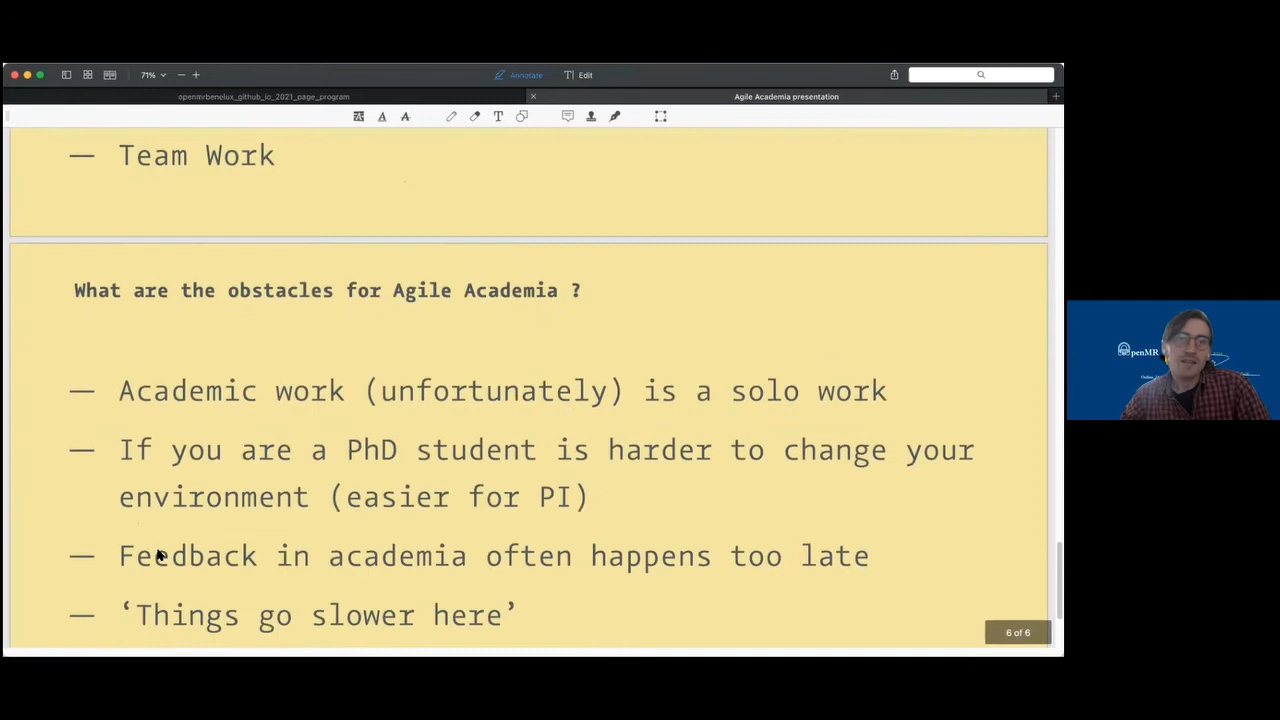 71%
Annotate
Edit
openmrbenelux_github_io_2021_page_program
Agile Academia presentation
— Team Work
What are the obstacles for Agile Academia ?
— Academic work (unfortunately) is a solo work
— If you are a PhD student is harder to change your
environment (easier for PI)
— Feedback in academia often happens too late
— ‘Things go slower here’
6 of 6
penMR